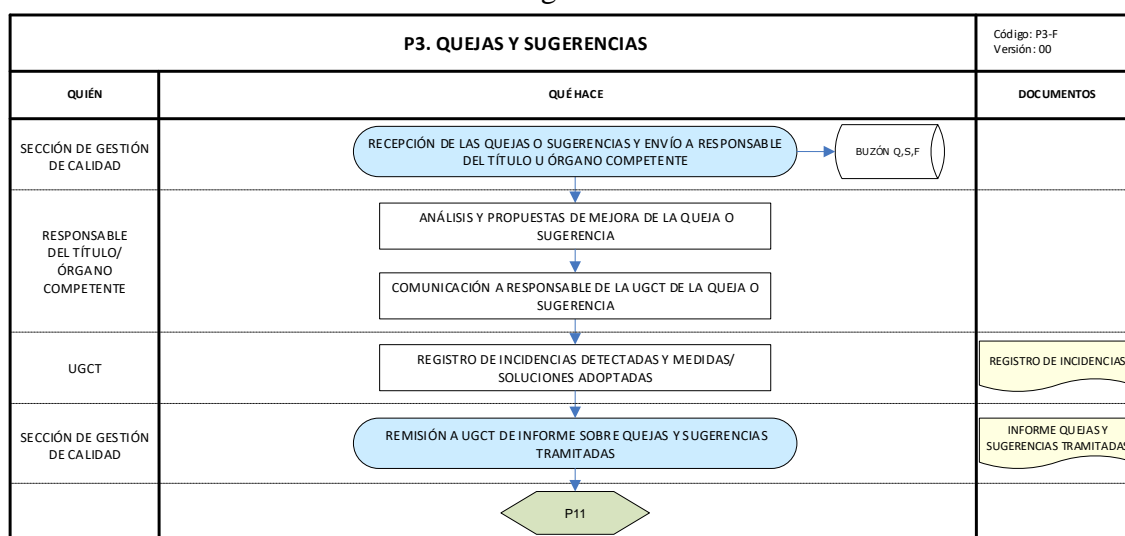 P3. QUEJAS Y SUGERENCIAS
Código: P3-F
Versión: 00
QUIÉN
QUÉ HACE
DOCUMENTOS
SECCIÓN DE GESTIÓN
DE CALIDAD
RECEPCIÓN DE LAS QUEJAS O SUGERENCIAS Y ENVÍO A RESPONSABLE
DEL TÍTULO U ÓRGANO COMPETENTE
BUZÓN Q,S,F
RESPONSABLE
DEL TÍTULO/
ÓRGANO
COMPETENTE
ANÁLISIS Y PROPUESTAS DE MEJORA DE LA QUEJA O
SUGERENCIA
COMUNICACIÓN A RESPONSABLE DE LA UGCT DE LA QUEJA O
SUGERENCIA
UGCT
REGISTRO DE INCIDENCIAS DETECTADAS Y MEDIDAS/
SOLUCIONES ADOPTADAS
REGISTRO DE INCIDENCIAS
SECCIÓN DE GESTIÓN
DE CALIDAD
REMISIÓN A UGCT DE INFORME SOBRE QUEJAS Y SUGERENCIAS
TRAMITADAS
INFORME QUEJAS Y
SUGERENCIAS TRAMITADAS
P11